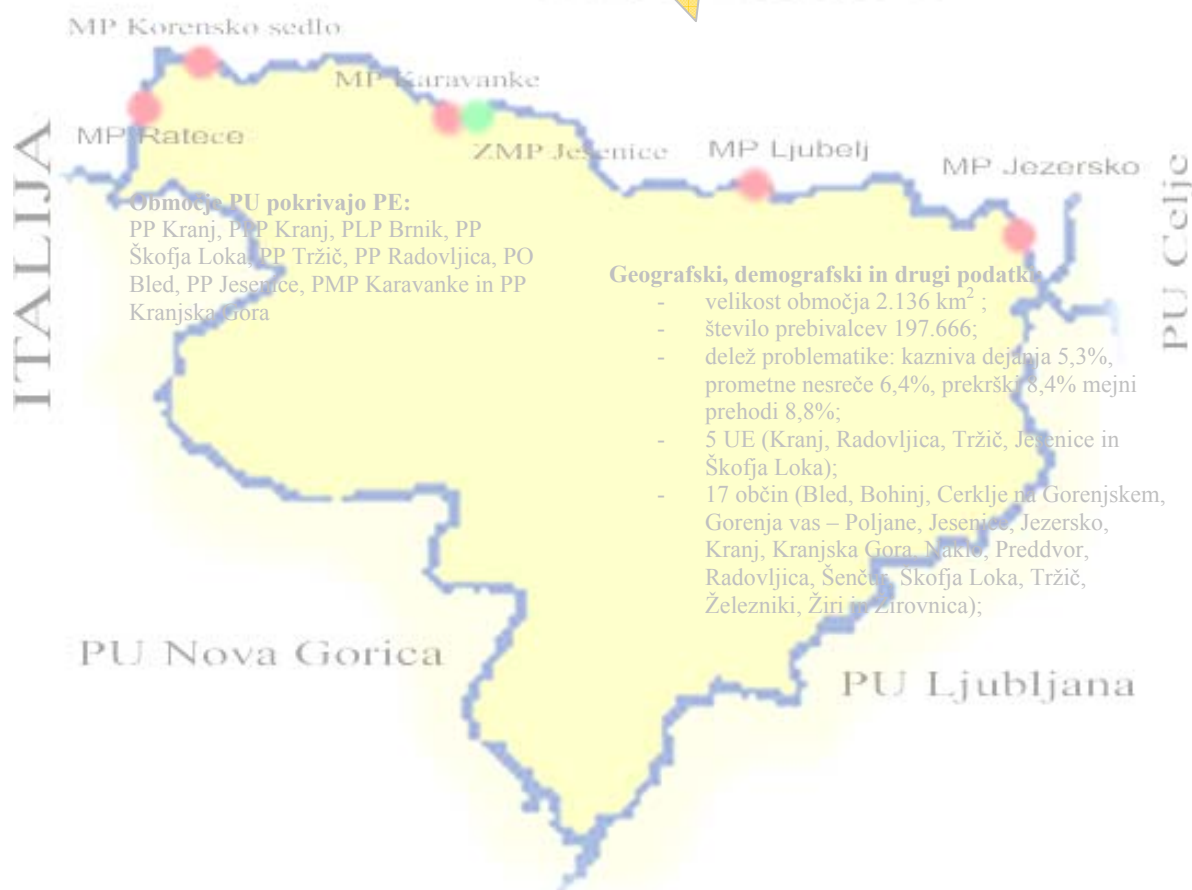 MP Korensko sedlo
MP Karavanke
MP Ratece
ZMP Jesenice
MP Ljubelj
MP Jezersko
ITALIJA
PU Celje
Območje PU pokrivajo PE:
PP Kranj, PPP Kranj, PLP Brnik, PP
Škofja Loka, PP Tržič, PP Radovljica, PO
Bled, PP Jesenice, PMP Karavanke in PP
Kranjska Gora
Geografski, demografski in drugi podatki
- velikost območja 2.136 km² ;
- število prebivalcev 197.666;
- delež problematike: kazniva dejanja 5,3%,
prometne nesreče 6,4%, prekrški 8,4% mejni
prehodi 8,8%;
- 5 UE (Kranj, Radovljica, Tržič, Jesenice in
Škofja Loka);
- 17 občin (Bled, Bohinj, Cerklje na Gorenjskem,
Gorenja vas – Poljane, Jesenice, Jezersko,
Kranj, Kranjska Gora, Naklo, Preddvor,
Radovljica, Šenčur, Škofja Loka, Tržič,
Železniki, Žiri in Žirovnica);
PU Nova Gorica
PU Ljubljana